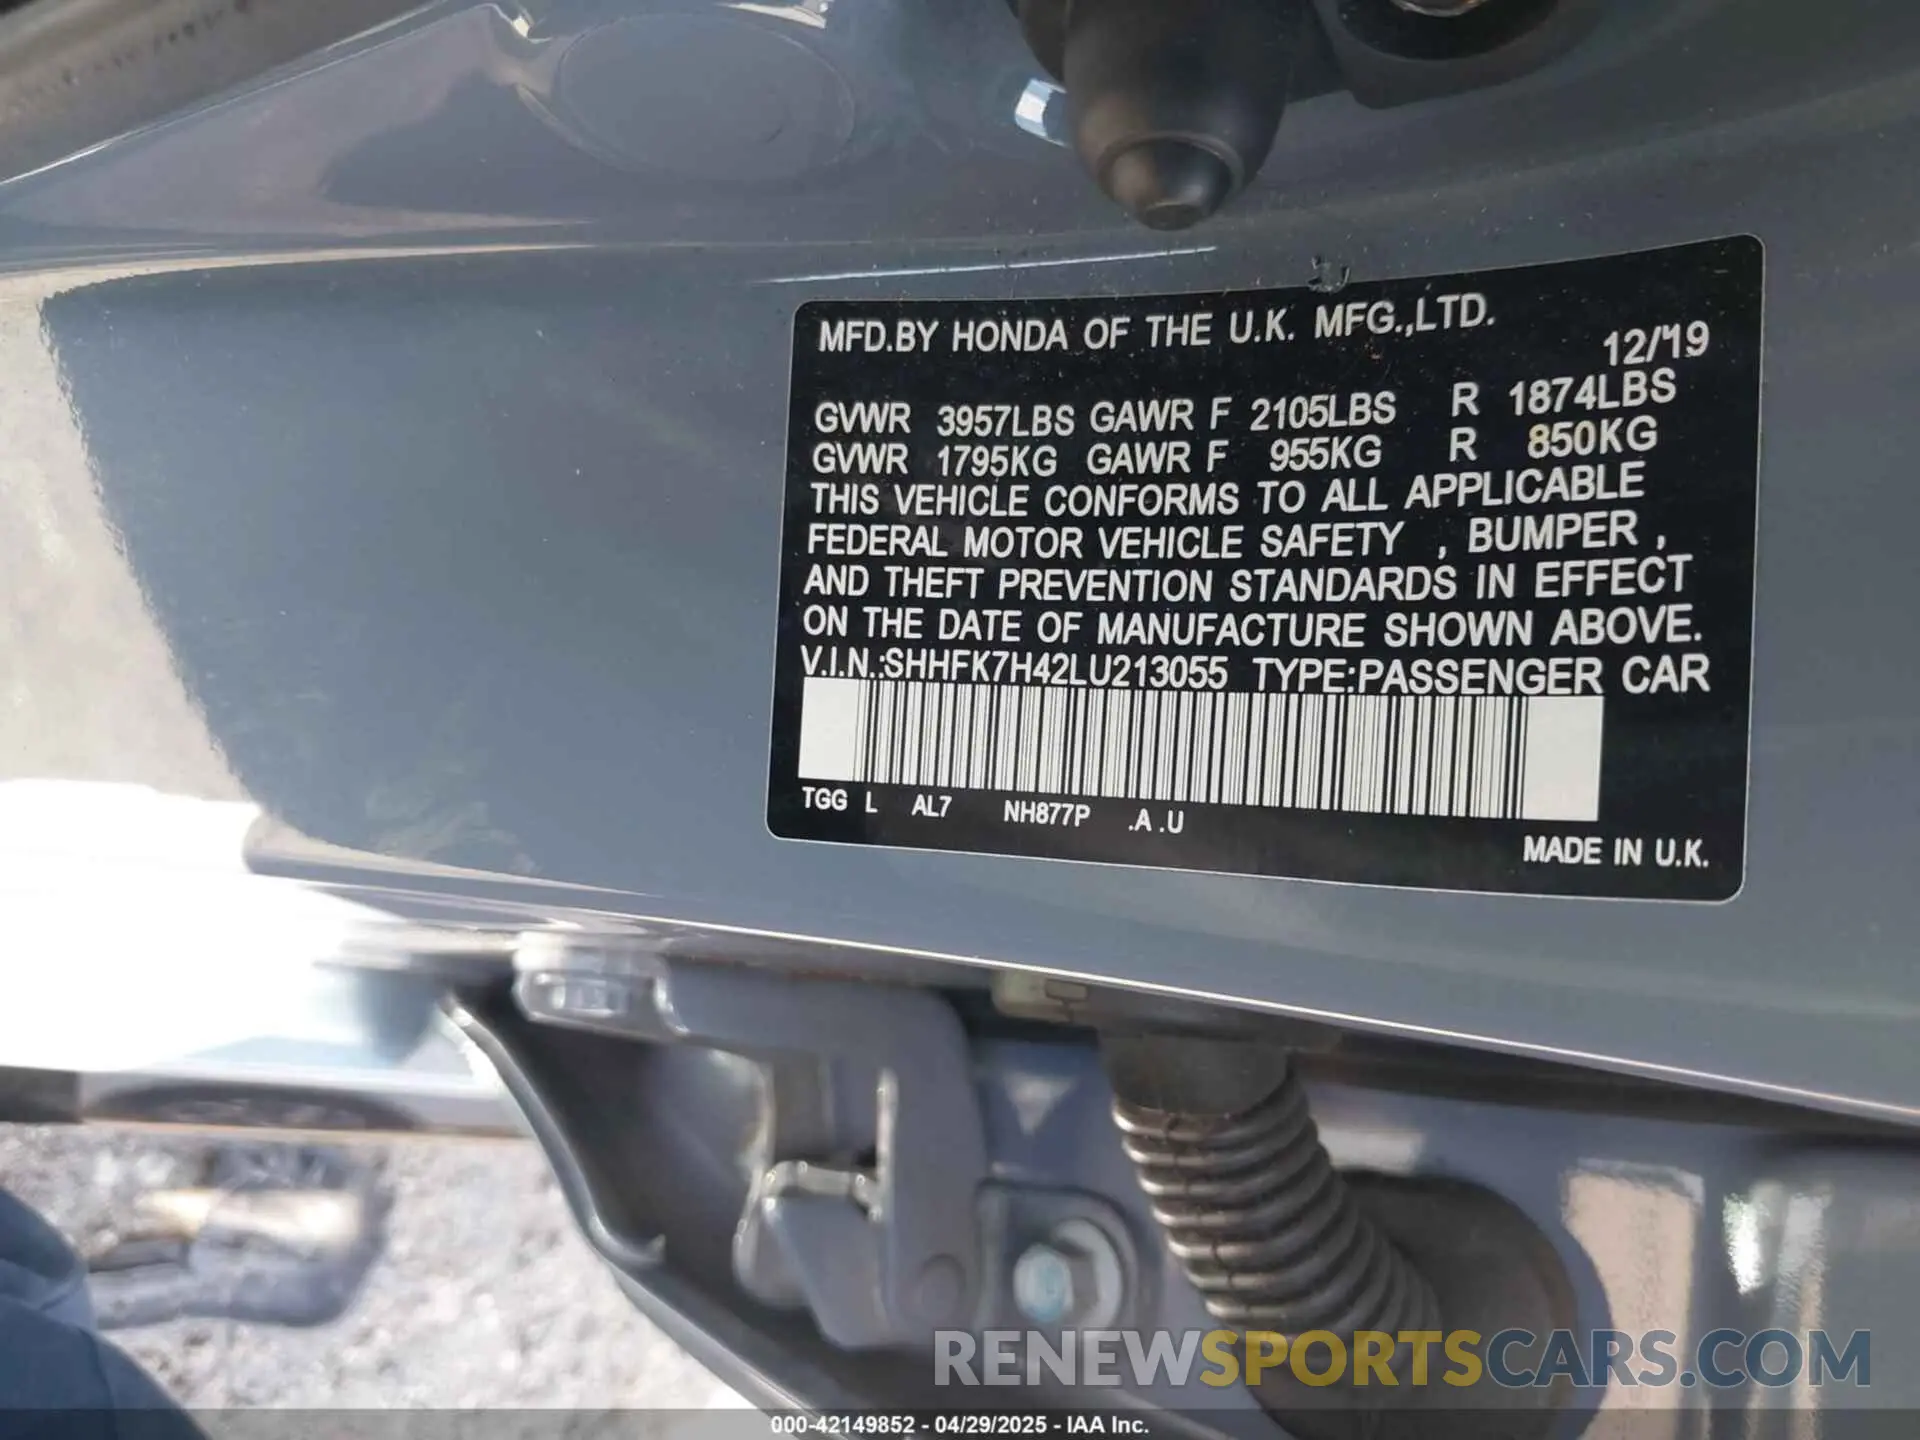 MFD.BY HONDA OF THE U.K. MFG.,LTD.
12/19
GVWR 3957LBS GAWR F 2105LBS R 1874LBS
GVWR 1795KG GAWR F 955KG R 850KG
THIS VEHICLE CONFORMS TO ALL APPLICABLE
FEDERAL MOTOR VEHICLE SAFETY , BUMPER ,
AND THEFT PREVENTION STANDARDS IN EFFECT
ON THE DATE OF MANUFACTURE SHOWN ABOVE.
V.I.N.:SHHFK7H42LU213055 TYPE:PASSENGER CAR
TGG L AL7 NH877P .A .U
MADE IN U.K.
RENEWSPORTSCARS.COM
000-42149852 - 04/29/2025 - IAA Inc.